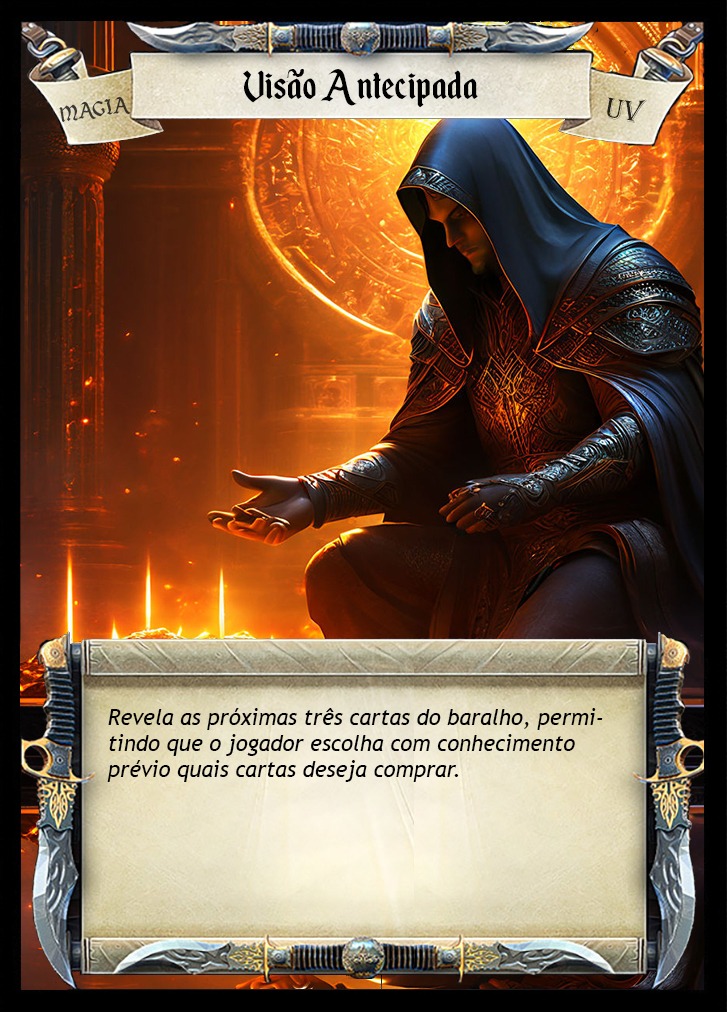 Visão Antecipada
MAGIA
UV
Revela as próximas três cartas do baralho, permi-
tindo que o jogador escolha com conhecimento
prévio quais cartas deseja comprar.